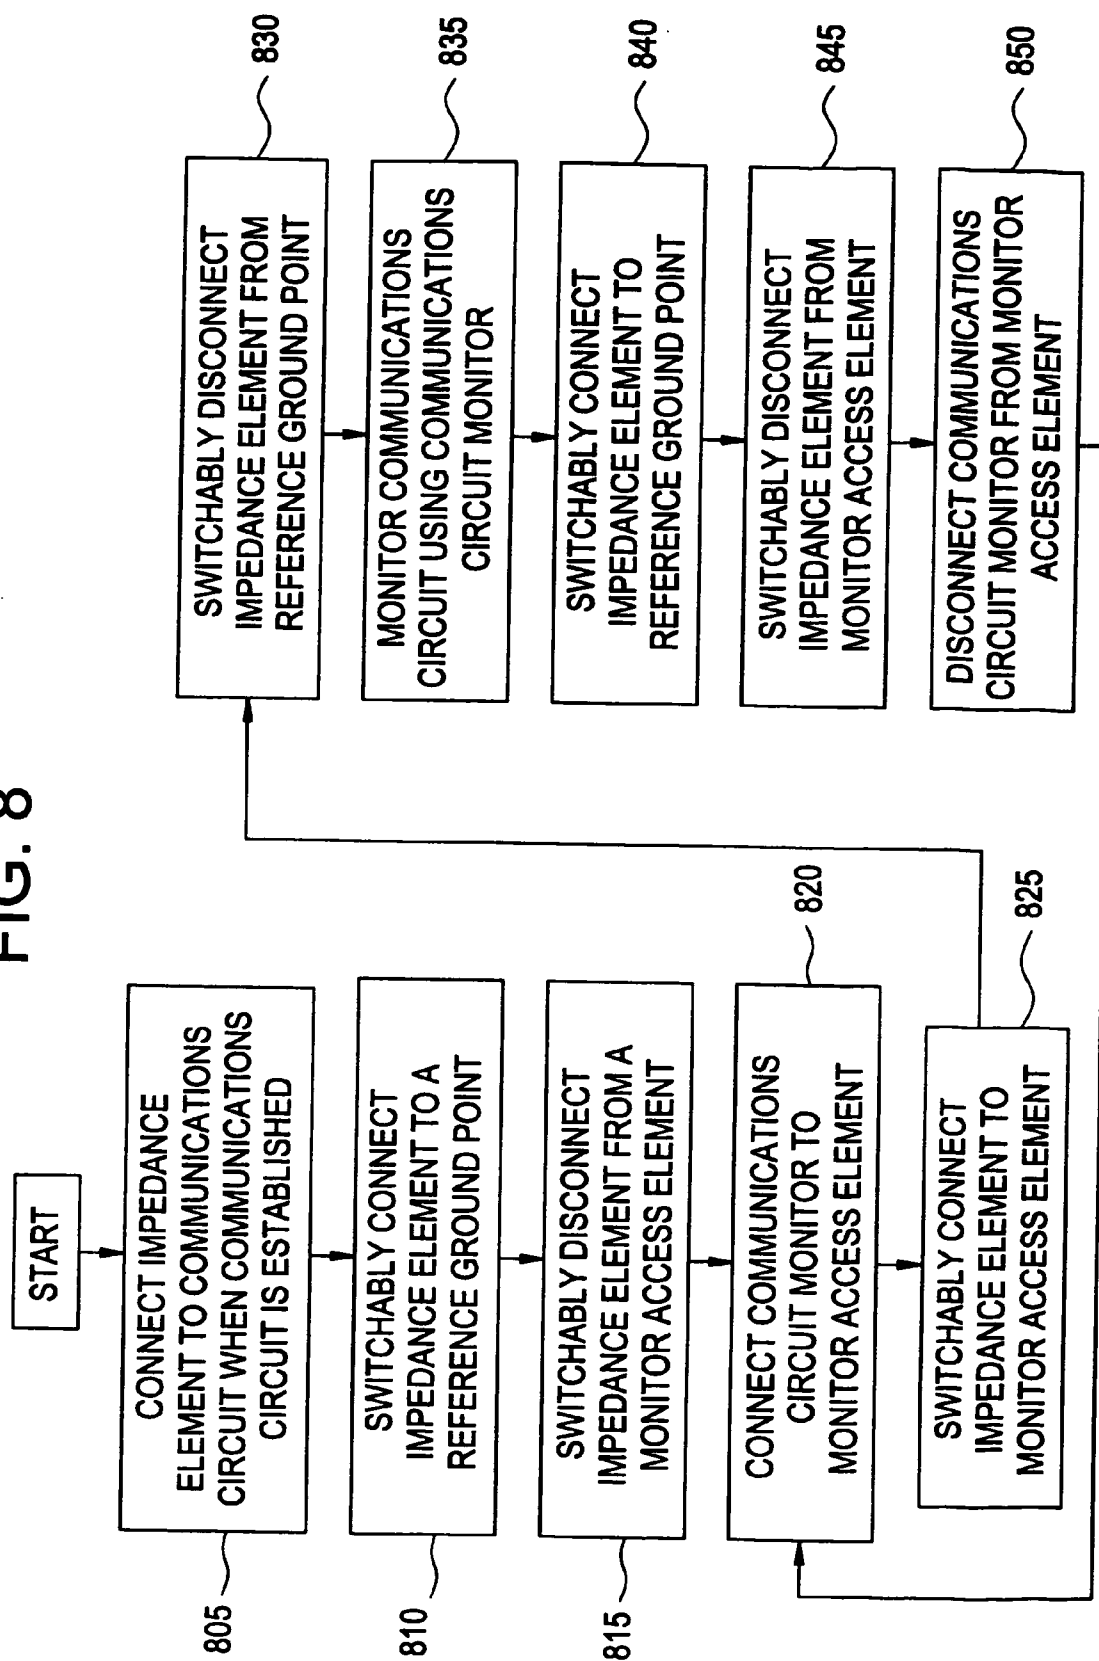 FIG. 8
START
CONNECT IMPEDANCE
ELEMENT TO COMMUNICATIONS
CIRCUIT WHEN COMMUNICATIONS
CIRCUIT IS ESTABLISHED
805
SWITCHABLY CONNECT
IMPEDANCE ELEMENT TO A
REFERENCE GROUND POINT
810
SWITCHABLY DISCONNECT
IMPEDANCE ELEMENT FROM A
MONITOR ACCESS ELEMENT
815
CONNECT COMMUNICATIONS
CIRCUIT MONITOR TO
MONITOR ACCESS ELEMENT
820
SWITCHABLY CONNECT
IMPEDANCE ELEMENT TO
MONITOR ACCESS ELEMENT
825
SWITCHABLY DISCONNECT
IMPEDANCE ELEMENT FROM
REFERENCE GROUND POINT
830
MONITOR COMMUNICATIONS
CIRCUIT USING COMMUNICATIONS
CIRCUIT MONITOR
835
SWITCHABLY CONNECT
IMPEDANCE ELEMENT TO
REFERENCE GROUND POINT
840
SWITCHABLY DISCONNECT
IMPEDANCE ELEMENT FROM
MONITOR ACCESS ELEMENT
845
DISCONNECT COMMUNICATIONS
CIRCUIT MONITOR FROM MONITOR
ACCESS ELEMENT
850